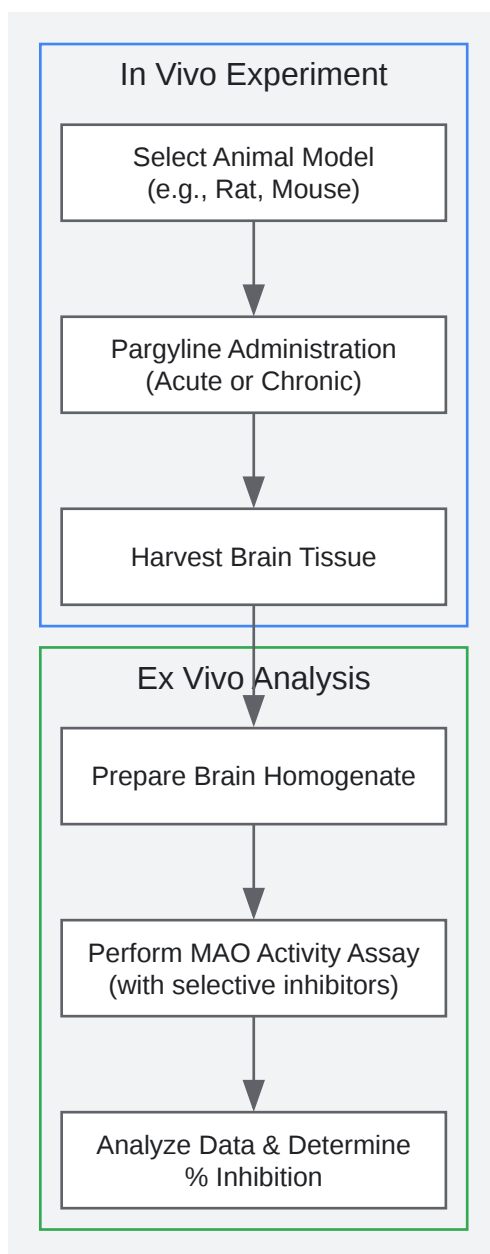 In Vivo Experiment
Select Animal Model
(e.g., Rat, Mouse)
Pargyline Administration
(Acute or Chronic)
Harvest Brain Tissue
Ex Vivo Analysis
Prepare Brain Homogenate
Perform MAO Activity Assay
(with selective inhibitors)
Analyze Data & Determine
% Inhibition